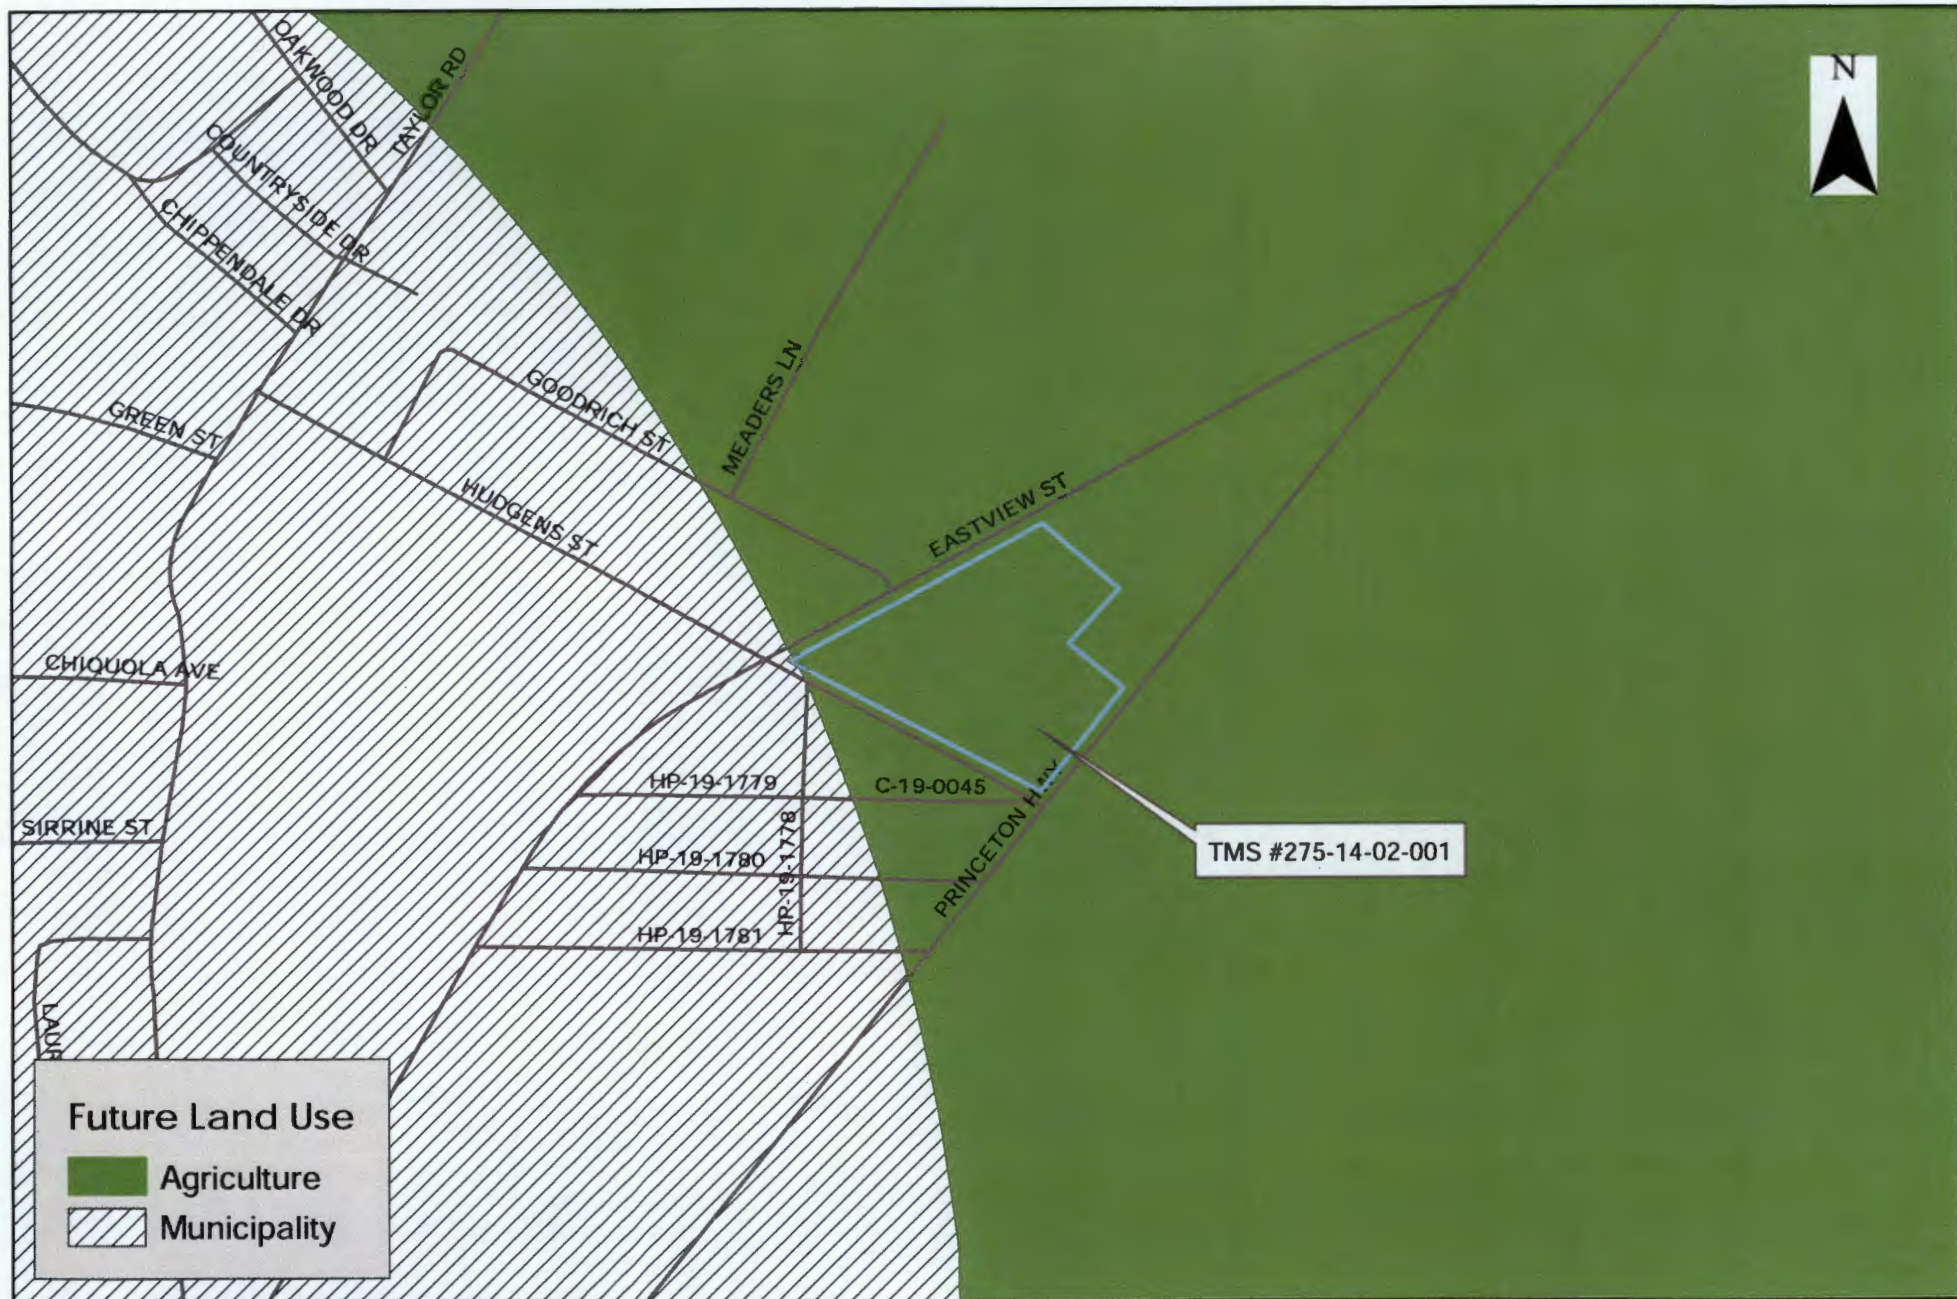 OAKWOOD DR
TAYLOR RD
N
COUNTRYSIDE DR
CHIPPENDALE DR
GREEN ST
GOODRICH ST
MEADERS LN
HUDGENS ST
EASTVIEW ST
CHIQUOLA AVE
HP-19-1779
C-19-0045
HP-19-1778
PRINCETON HWY
SIRRINE ST
HP-19-1780
TMS #275-14-02-001
HP-19-1781
LAUR
Future Land Use
Agriculture
Municipality